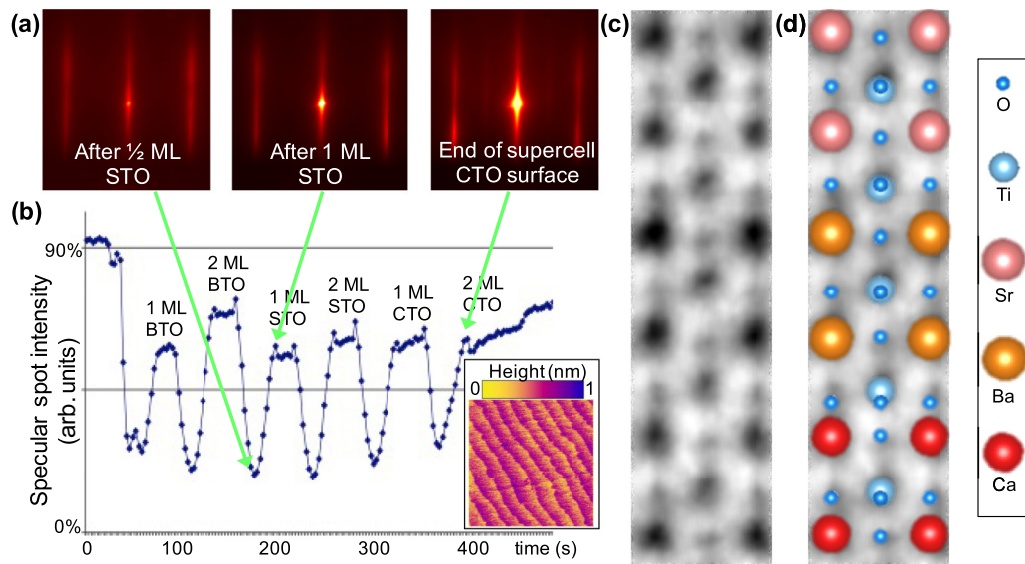 (a)
After ½ ML
STO
After 1 ML
STO
End of supercell
CTO surface
(b)
Specular spot intensity
(arb. units)
90%
0%
1 ML
BTO
2 ML
BTO
1 ML
STO
2 ML
STO
1 ML
CTO
2 ML
CTO
Height (nm)
0
1
0
100
200
300
400
time (s)
(c)
(d)
O
Ti
Sr
Ba
Ca